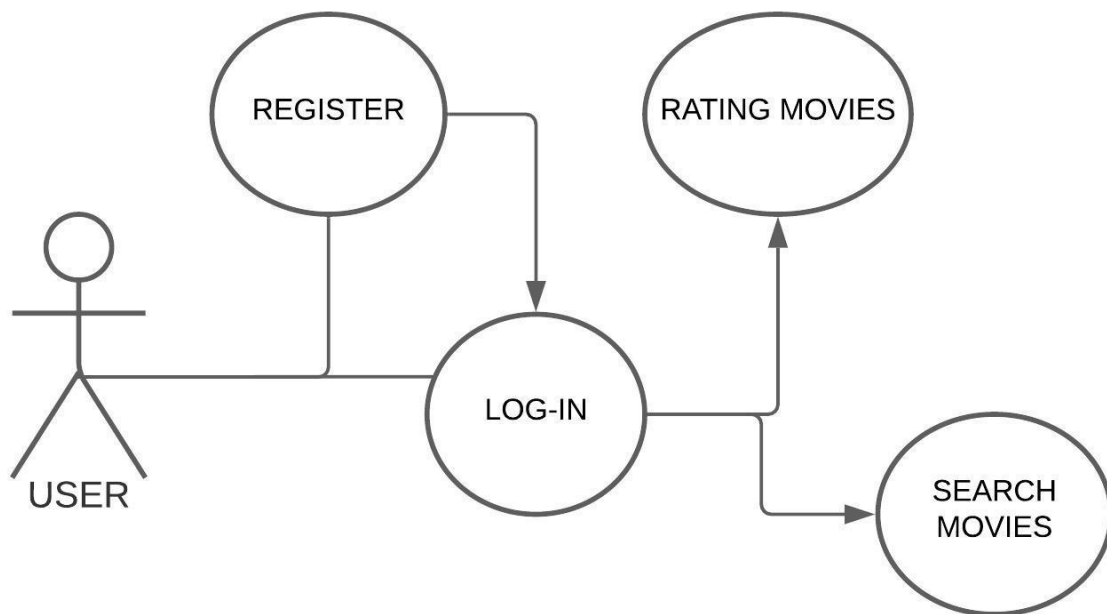 REGISTER
RATING MOVIES
LOG-IN
USER
SEARCH
MOVIES